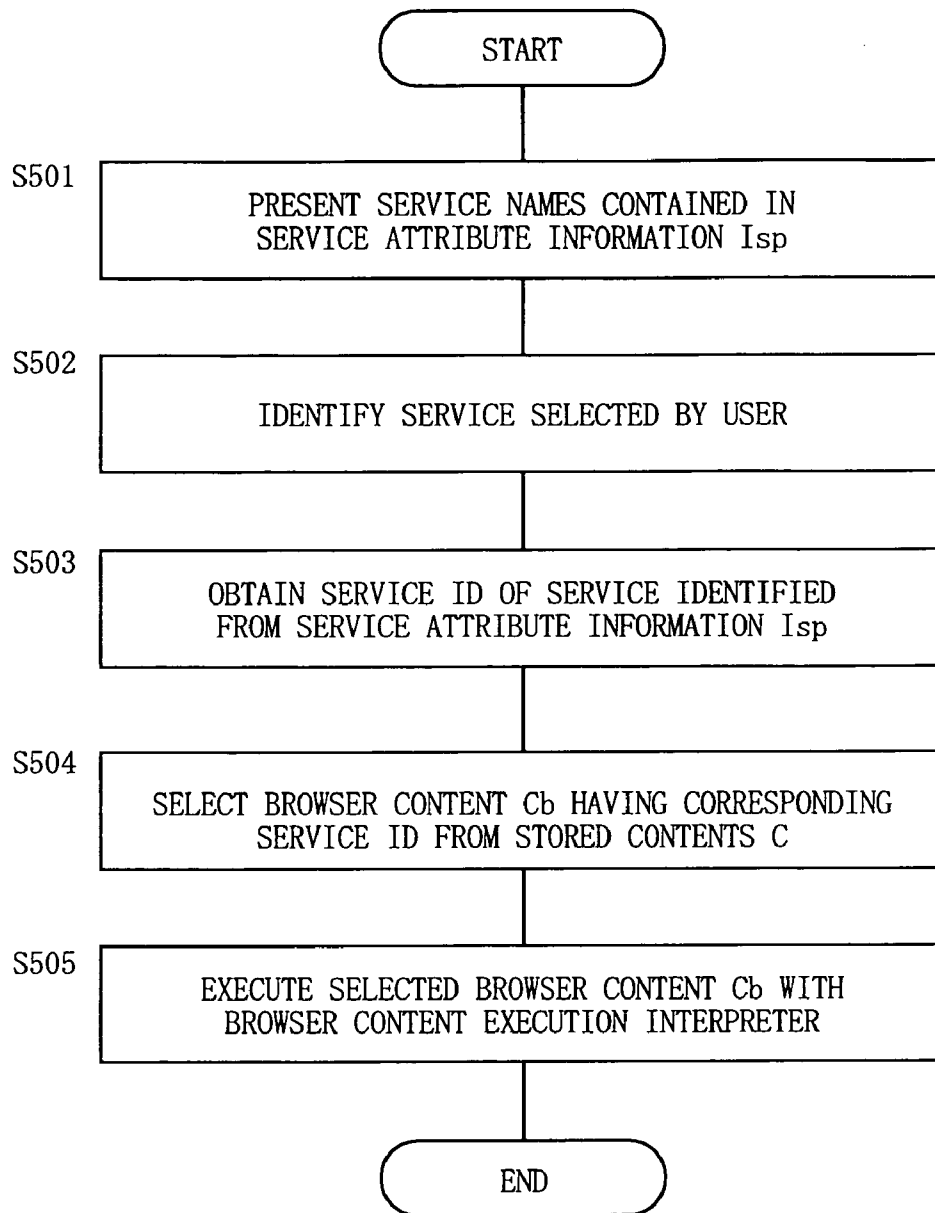 START
S501
PRESENT SERVICE NAMES CONTAINED IN
SERVICE ATTRIBUTE INFORMATION Isp
S502
IDENTIFY SERVICE SELECTED BY USER
S503
OBTAIN SERVICE ID OF SERVICE IDENTIFIED
FROM SERVICE ATTRIBUTE INFORMATION Isp
S504
SELECT BROWSER CONTENT Cb HAVING CORRESPONDING
SERVICE ID FROM STORED CONTENTS C
S505
EXECUTE SELECTED BROWSER CONTENT Cb WITH
BROWSER CONTENT EXECUTION INTERPRETER
END